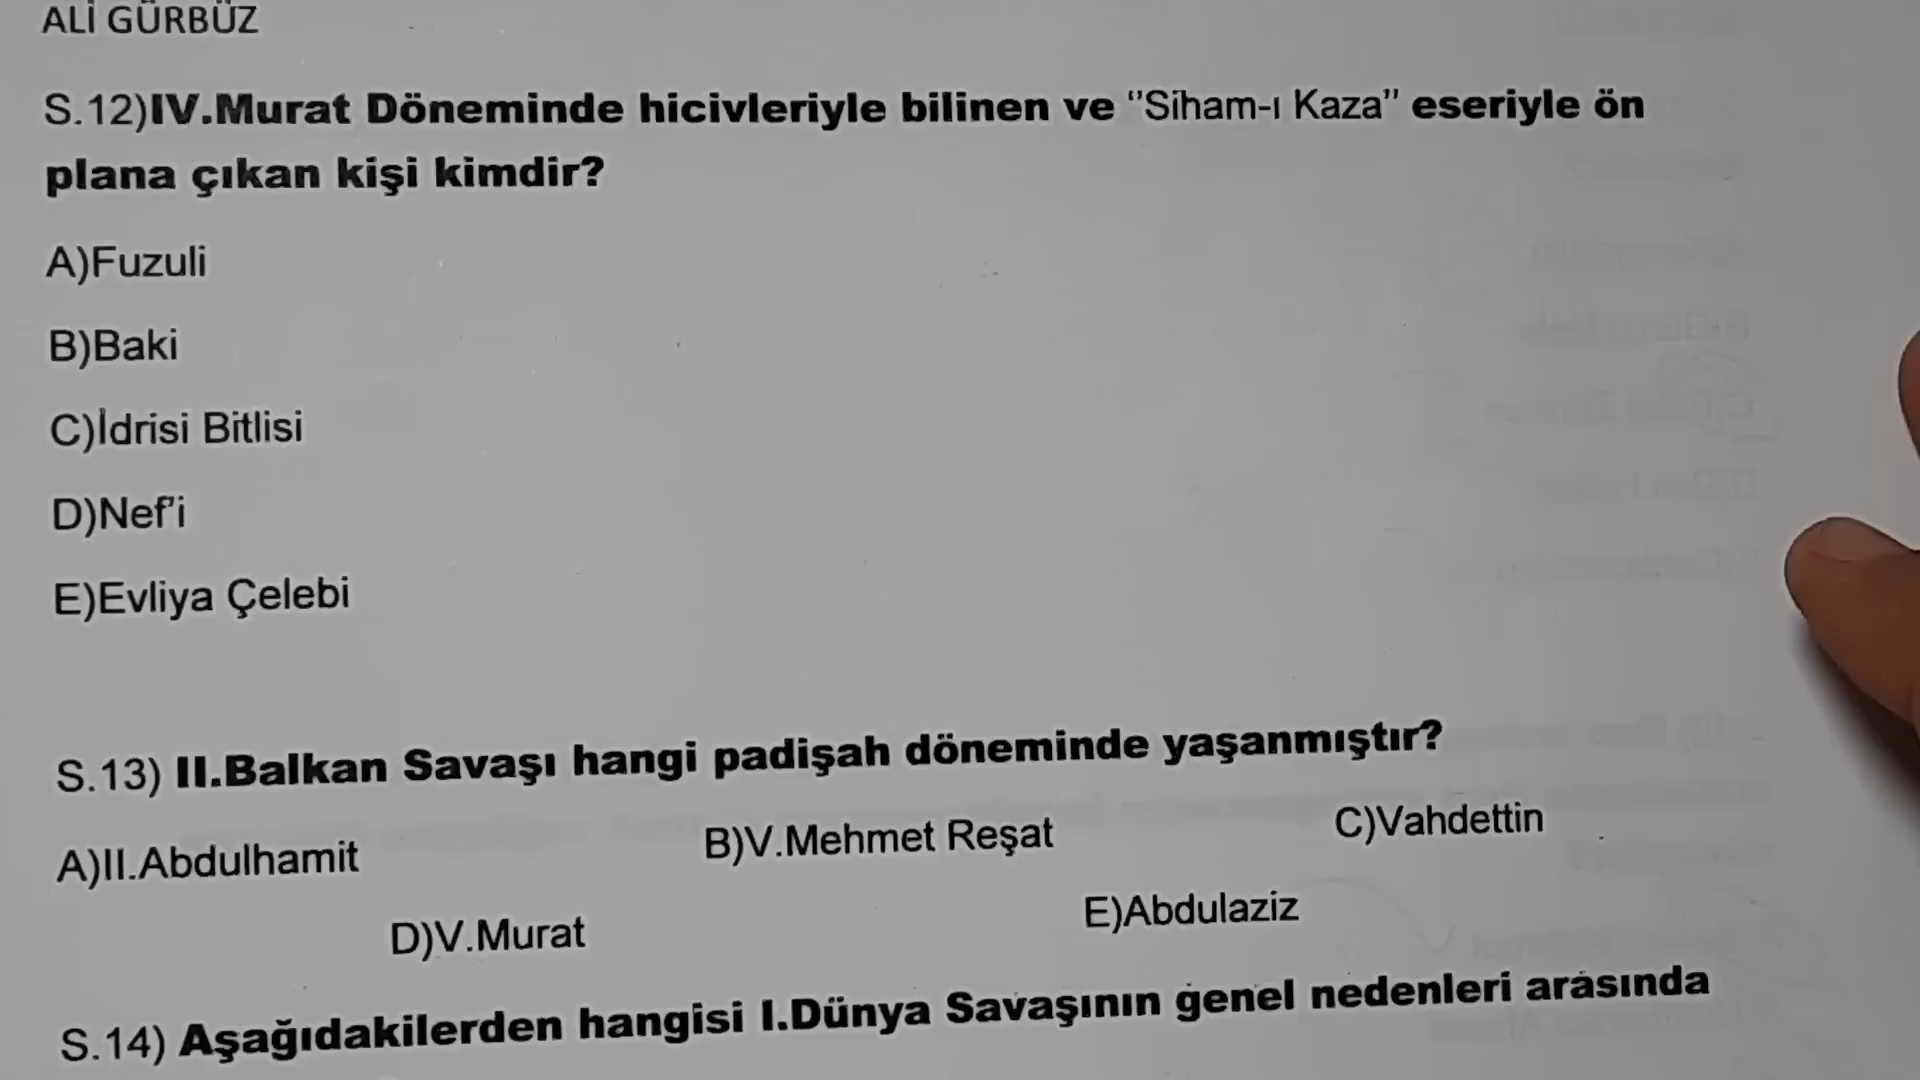 ALİ GÜRBÜZ
S.12)IV.Murat Döneminde hicivleriyle bilinen ve “Siham-ı Kaza” eseriyle ön
plana çıkan kişi kimdir?
A)Fuzuli
B)Baki
C)İdrisi Bitlisi
D)Nef'i
E)Evliya Çelebi
S.13) II.Balkan Savaşı hangi padişah döneminde yaşanmıştır?
A)II.Abdulhamit B)V.Mehmet Reşat C)Vahdettin
D)V.Murat E)Abdulaziz
S.14) Aşağıdakilerden hangisi I.Dünya Savaşının genel nedenleri arasında